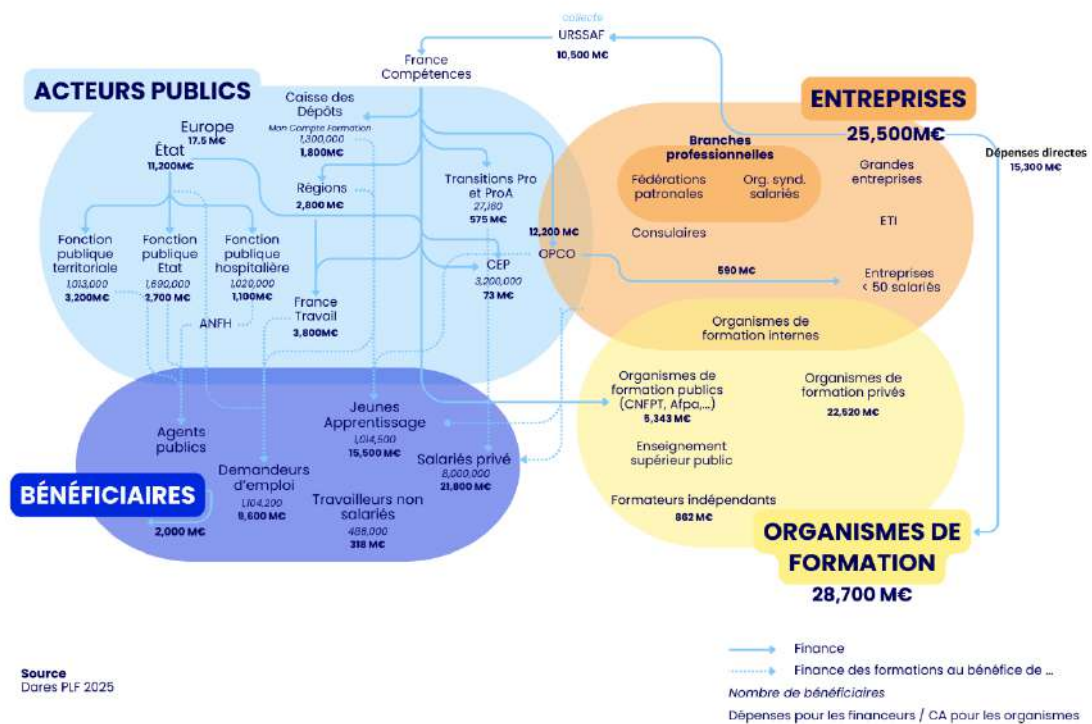 collecte
URSSAF
10,500 M€
France
Compétences
ACTEURS PUBLICS
Caisse des
Dépôts
Mon Compte Formation
1,300,000
1,800M€
Europe
17.5 M€
État
11,200M€
Régions
2,800 M€
Transitions Pro
et ProA
27,180
575 M€
Fonction
publique
territoriale
1,013,000
3,200M€
Fonction
publique
Etat
1,690,000
2,700 M€
Fonction
publique
hospitalière
1,020,000
1,100M€
ANFH
France
Travail
3,800M€
CEP
3,200,000
73 M€
ENTREPRISES
25,500M€
Dépenses directes
15,300 M€
Branches
professionnelles
Fédérations
patronales
Org. synd.
salariés
Grandes
entreprises
ETI
Consulaires
12,200 M€
OPCO
590 M€
Entreprises
< 50 salariés
Organismes de
formation internes
Organismes de
formation publics
(CNFPT, Afpa,...)
5,343 M€
Organismes de
formation privés
22,520 M€
Enseignement
supérieur public
Formateurs indépendants
862 M€
ORGANISMES DE
FORMATION
28,700 M€
BÉNÉFICIAIRES
2,000 M€
Agents
publics
Demandeurs
d'emploi
1,104,200
9,600 M€
Jeunes
Apprentissage
1,014,500
15,500 M€
Travailleurs non
salariés
488,000
318 M€
Salariés privé
8,000,000
21,800 M€
Source
Dares PLF 2025
Finance
Finance des formations au bénéfice de ...
Nombre de bénéficiaires
Dépenses pour les financeurs / CA pour les organismes